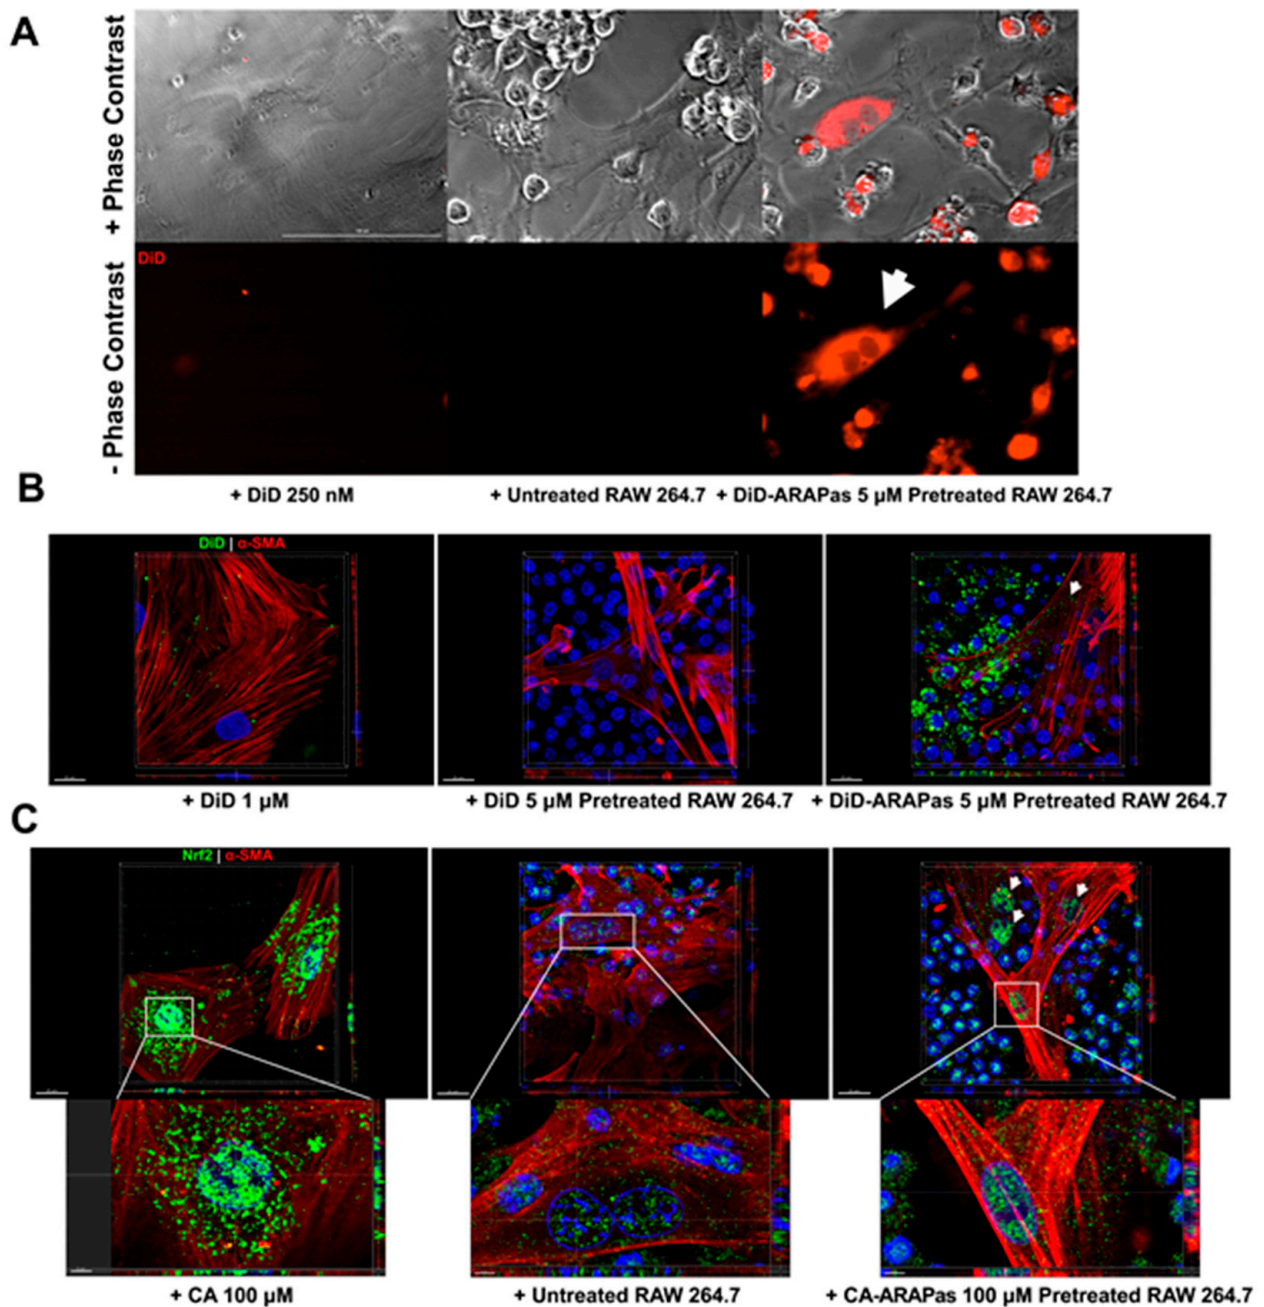 A
+ Phase Contrast
- Phase Contrast
DiD
+ DiD 250 nM
+ Untreated RAW 264.7
+ DiD-ARAPas 5 µM Pretreated RAW 264.7
B
DiD | α-SMA
+ DiD 1 µM
+ DiD 5 µM Pretreated RAW 264.7
+ DiD-ARAPas 5 µM Pretreated RAW 264.7
C
Nrf2 | α-SMA
+ CA 100 µM
+ Untreated RAW 264.7
+ CA-ARAPas 100 µM Pretreated RAW 264.7